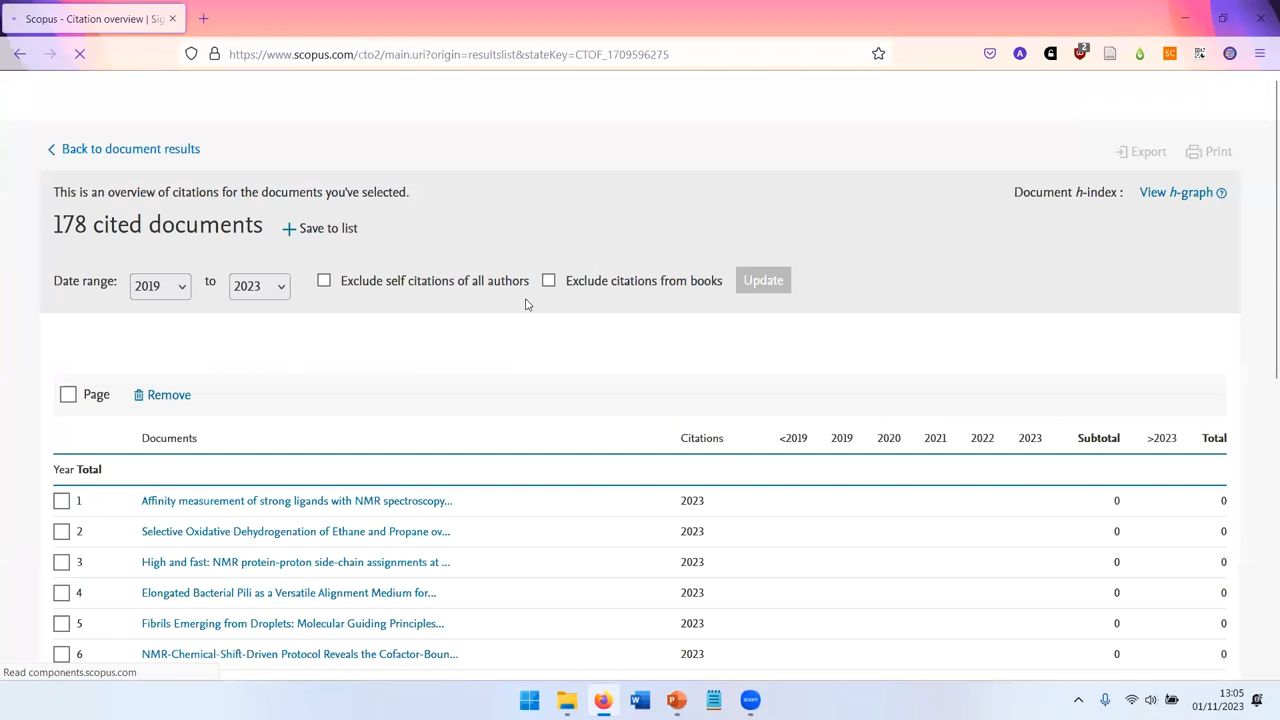 Scopus - Citation overview | Sig
https://www.scopus.com/cto2/main.uri?origin=resultslist&stateKey=CTOF_1709596275
2
A
SC
Back to document results
Export Print
This is an overview of citations for the documents you've selected.
Document h-index : View h-graph
178 cited documents
Save to list
Date range: 2019 to 2023 Exclude self citations of all authors Exclude citations from books Update
Page Remove
Documents Citations <2019 2019 2020 2021 2022 2023 Subtotal >2023 Total
Year Total
1 Affinity measurement of strong ligands with NMR spectroscopy... 2023 0 0
2 Selective Oxidative Dehydrogenation of Ethane and Propane ov... 2023 0 0
3 High and fast: NMR protein-proton side-chain assignments at ... 2023 0 0
4 Elongated Bacterial Pili as a Versatile Alignment Medium for... 2023 0 0
5 Fibrils Emerging from Droplets: Molecular Guiding Principles... 2023 0 0
6 NMR-Chemical-Shift-Driven Protocol Reveals the Cofactor-Boun... 2023 0 0
Read components.scopus.com
W P zoom
13:05
01/11/2023